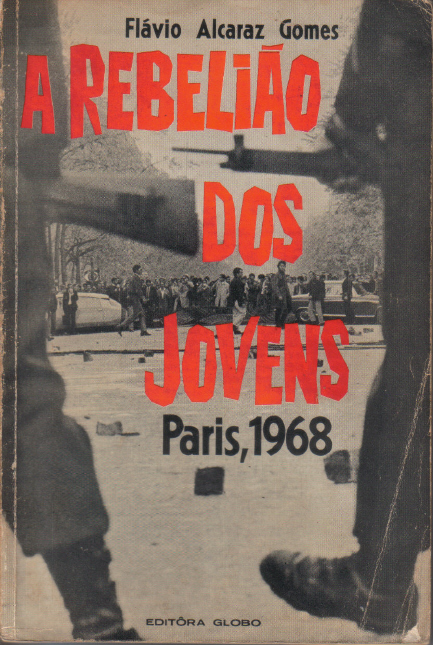 Flávio Alcaraz Gomes
A REBELIÃO
DOS
JOVENS
Paris, 1968
EDITÔRA GLOBO